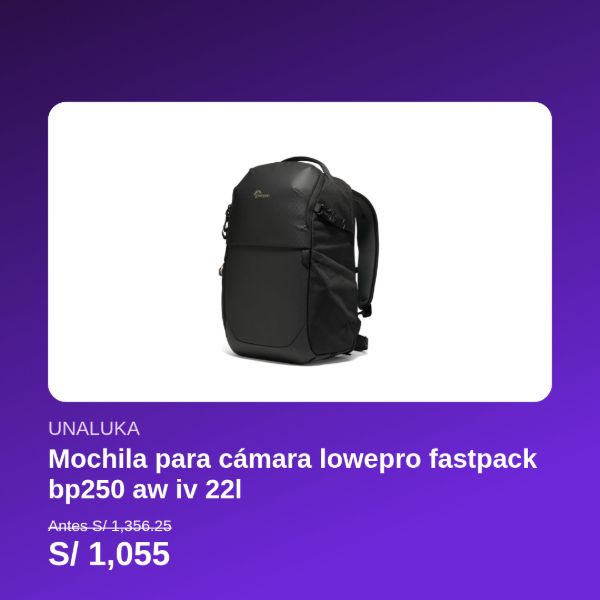 UNALUKA
Mochila para cámara lowepro fastpack
bp250 aw iv 22l
Antes S/ 1,356.25
S/ 1,055